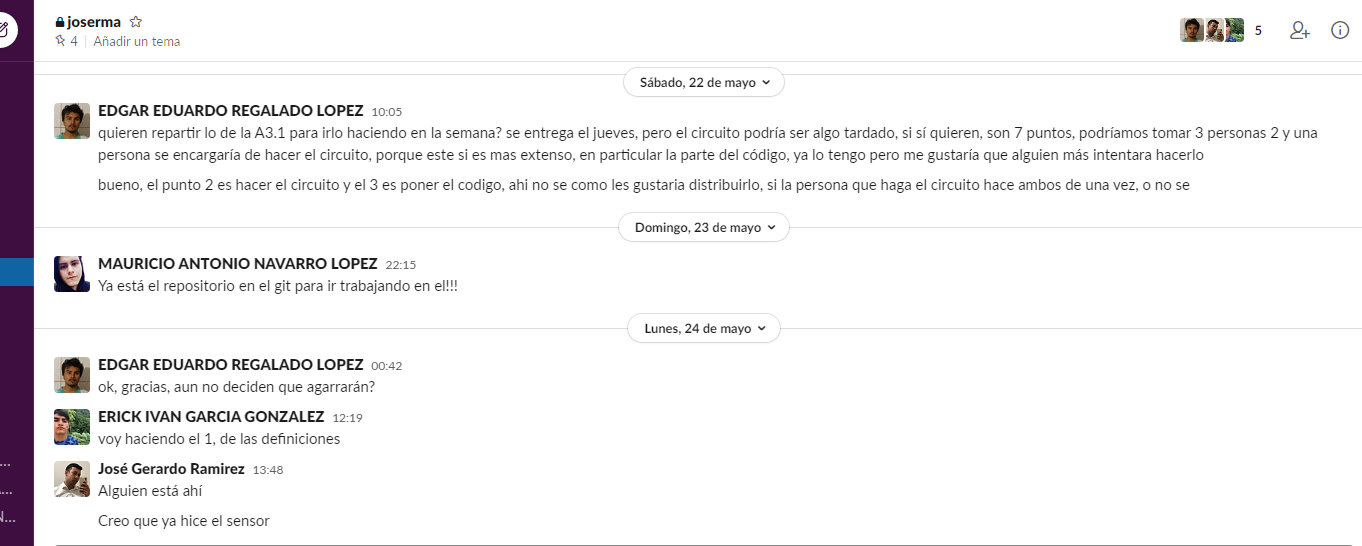 joserma
4 Añadir un tema
5
Sábado, 22 de mayo
EDGAR EDUARDO REGALADO LOPEZ 10:05
quieren repartir lo de la A3.1 para irlo haciendo en la semana? se entrega el jueves, pero el circuito podría ser algo tardado, si sí quieren, son 7 puntos, podríamos tomar 3 personas 2 y una
persona se encargaría de hacer el circuito, porque este si es mas extenso, en particular la parte del código, ya lo tengo pero me gustaría que alguien más intentara hacerlo
bueno, el punto 2 es hacer el circuito y el 3 es poner el codigo, ahi no se como les gustaria distribuirlo, si la persona que haga el circuito hace ambos de una vez, o no se
Domingo, 23 de mayo
MAURICIO ANTONIO NAVARRO LOPEZ 22:15
Ya está el repositorio en el git para ir trabajando en el!!!
Lunes, 24 de mayo
EDGAR EDUARDO REGALADO LOPEZ 00:42
ok, gracias, aun no deciden que agarrarán?
ERICK IVAN GARCIA GONZALEZ 12:19
voy haciendo el 1, de las definiciones
José Gerardo Ramirez 13:48
Alguien está ahí
Creo que ya hice el sensor
...
...
N...